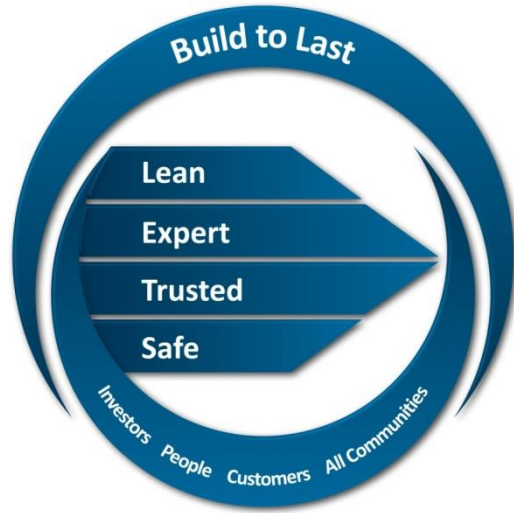 Build to Last
Lean
Expert
Trusted
Safe
Investors People Customers All Communities